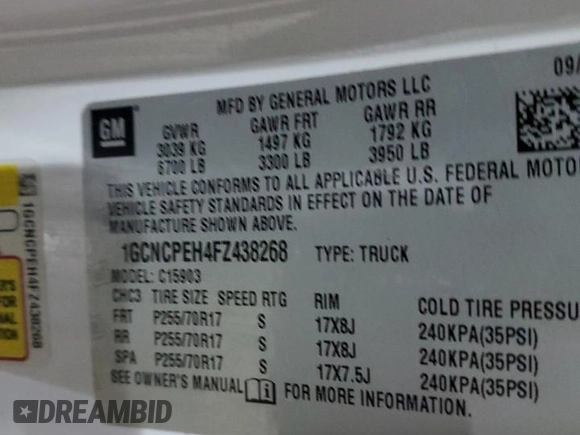 09/
MFD BY GENERAL MOTORS LLC
GM
GVWR GAWR FRT GAWR RR
3039 KG 1497 KG 1792 KG
6700 LB 3300 LB 3950 LB
THIS VEHICLE CONFORMS TO ALL APPLICABLE U.S. FEDERAL MOTO
VEHICLE SAFETY STANDARDS IN EFFECT ON THE DATE OF
MANUFACTURE SHOWN ABOVE.
1GCNCPEH4FZ438268 TYPE: TRUCK
MODEL: C15903
CHC3 TIRE SIZE SPEED RTG RIM COLD TIRE PRESSU
FRT P255/70R17 S 17X8J 240KPA(35PSI)
RR P255/70R17 S 17X8J 240KPA(35PSI)
SPA P255/70R17 S 17X7.5J 240KPA(35PSI)
SEE OWNER'S MANUAL FOR MORE INFORMATION.
1GCNCPEH4FZ438268
DREAMBID